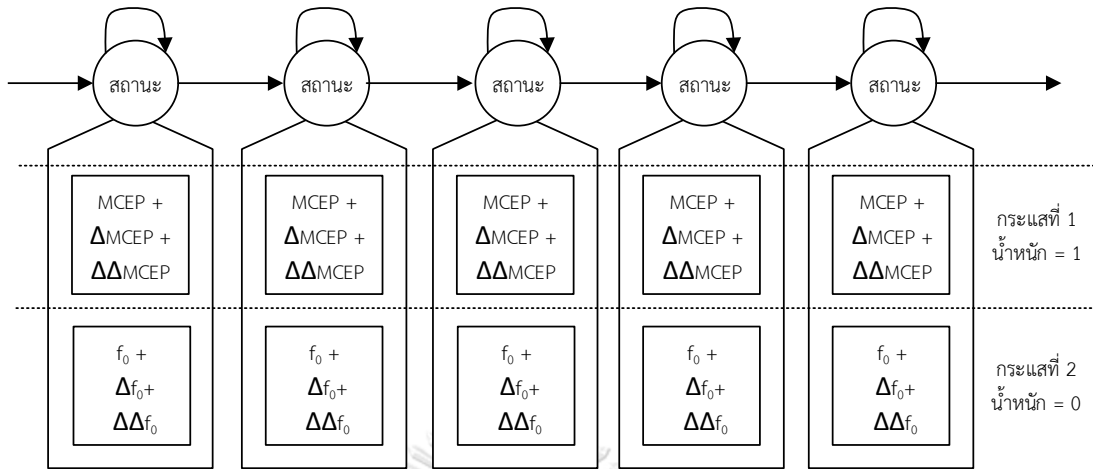 สถานะ สถานะ สถานะ สถานะ สถานะ
MCEP + MCEP + MCEP + MCEP + MCEP +
ΔMCEP + ΔMCEP + ΔMCEP + ΔMCEP + ΔMCEP +
ΔΔMCEP ΔΔMCEP ΔΔMCEP ΔΔMCEP ΔΔMCEP
กระแสที่ 1
น้ำหนัก = 1
f₀ + f₀ + f₀ + f₀ + f₀ +
Δf₀+ Δf₀+ Δf₀+ Δf₀+ Δf₀+
ΔΔf₀ ΔΔf₀ ΔΔf₀ ΔΔf₀ ΔΔf₀
กระแสที่ 2
น้ำหนัก = 0